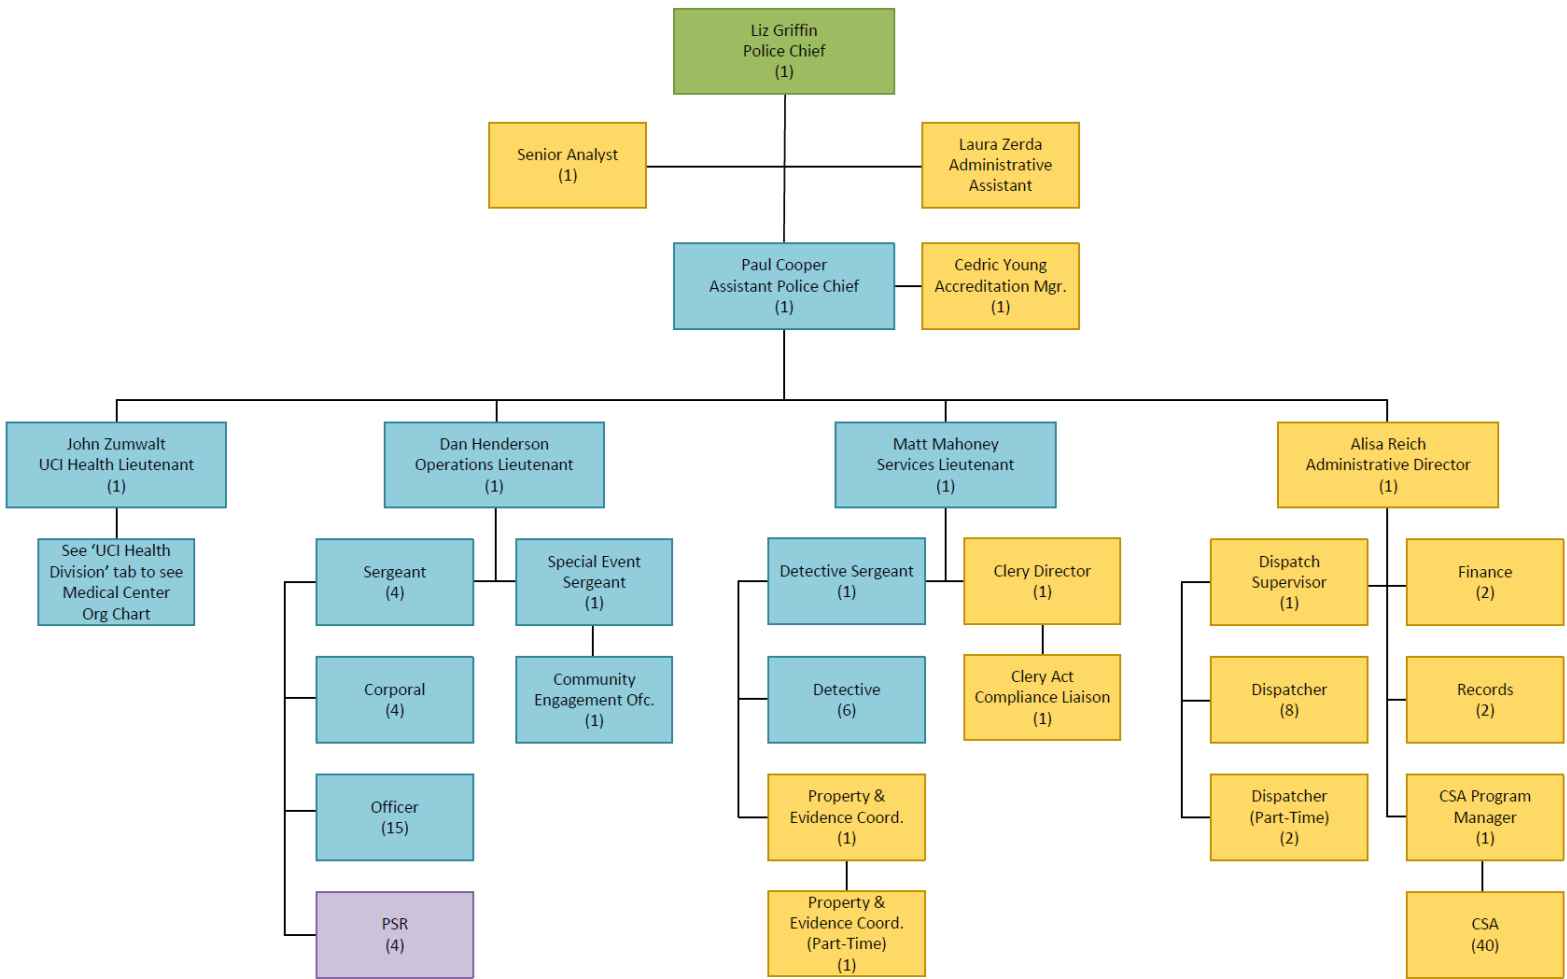 Liz Griffin
Police Chief
(1)
Senior Analyst
(1)
Laura Zerda
Administrative
Assistant
Paul Cooper
Assistant Police Chief
(1)
Cedric Young
Accreditation Mgr.
(1)
John Zumwalt
UCI Health Lieutenant
(1)
Dan Henderson
Operations Lieutenant
(1)
Matt Mahoney
Services Lieutenant
(1)
Alisa Reich
Administrative Director
(1)
See ‘UCI Health
Division’ tab to see
Medical Center
Org Chart
Sergeant
(4)
Special Event
Sergeant
(1)
Corporal
(4)
Community
Engagement Ofc.
(1)
Officer
(15)
PSR
(4)
Detective Sergeant
(1)
Clery Director
(1)
Detective
(6)
Clery Act
Compliance Liaison
(1)
Property &
Evidence Coord.
(1)
Property &
Evidence Coord.
(Part-Time)
(1)
Dispatch
Supervisor
(1)
Finance
(2)
Dispatcher
(8)
Records
(2)
Dispatcher
(Part-Time)
(2)
CSA Program
Manager
(1)
CSA
(40)